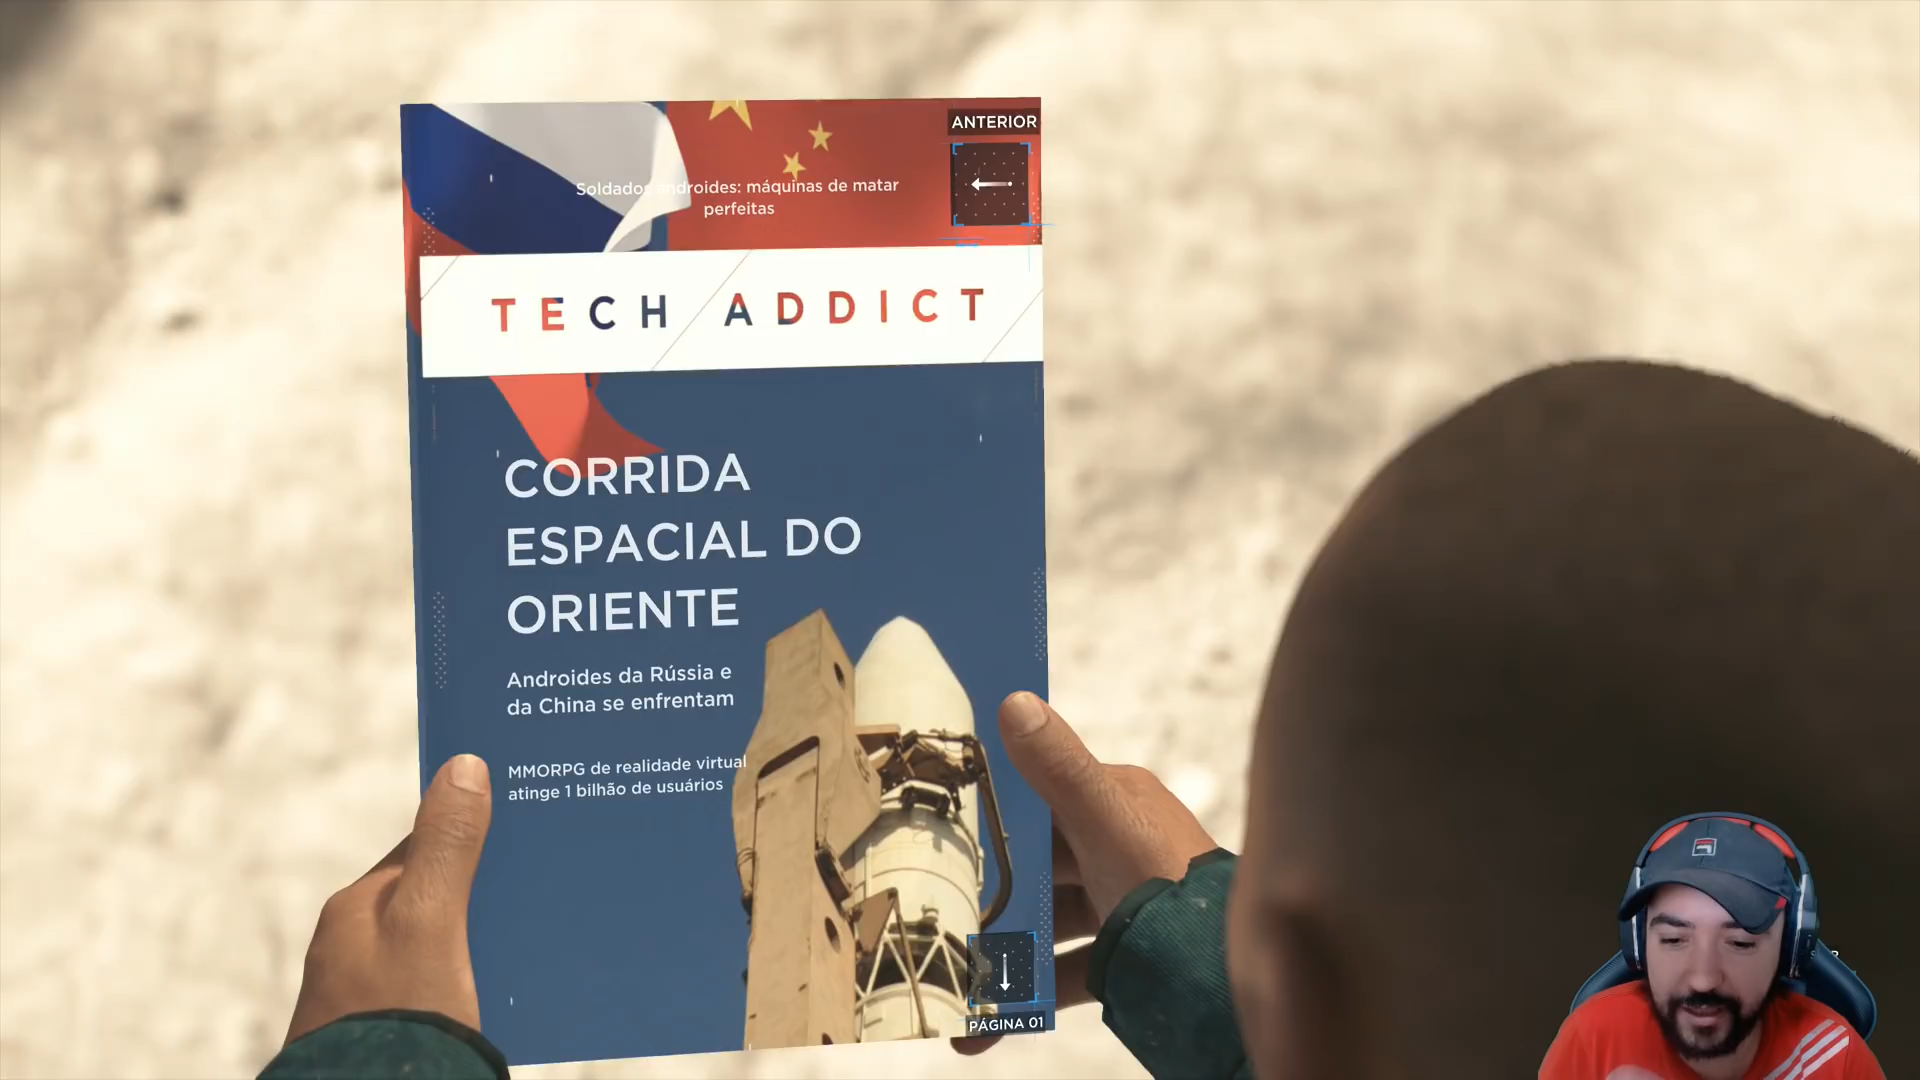 ANTERIOR
Soldados androides: máquinas de matar
perfeitas
TECH ADDICT
CORRIDA
ESPACIAL DO
ORIENTE
Androides da Rússia e
da China se enfrentam
MMORPG de realidade virtual
atinge 1 bilhão de usuários
PÁGINA 01